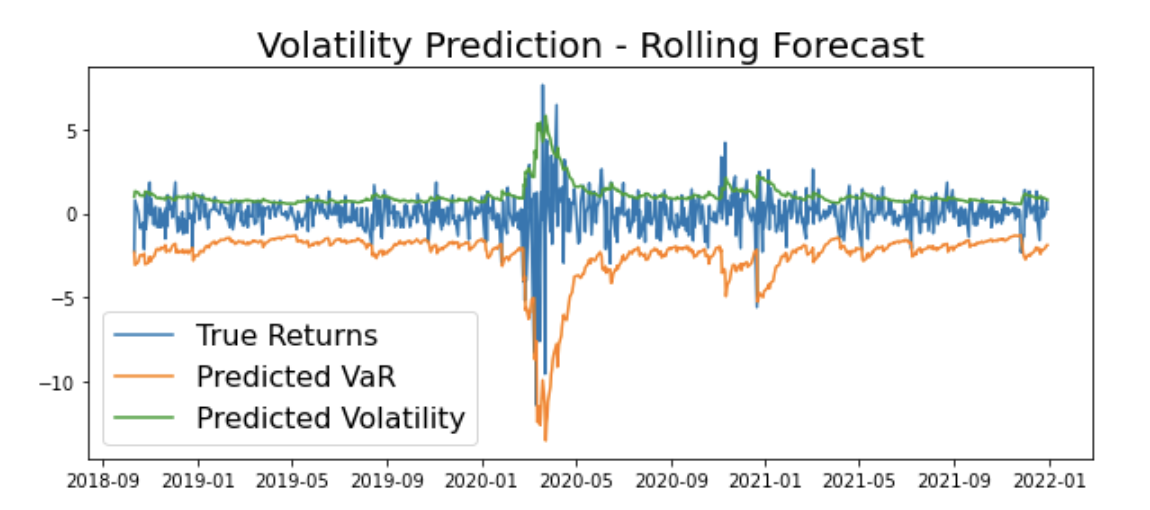 Volatility Prediction - Rolling Forecast
5
0
−5
−10
True Returns
Predicted VaR
Predicted Volatility
2018-09 2019-01 2019-05 2019-09 2020-01 2020-05 2020-09 2021-01 2021-05 2021-09 2022-01